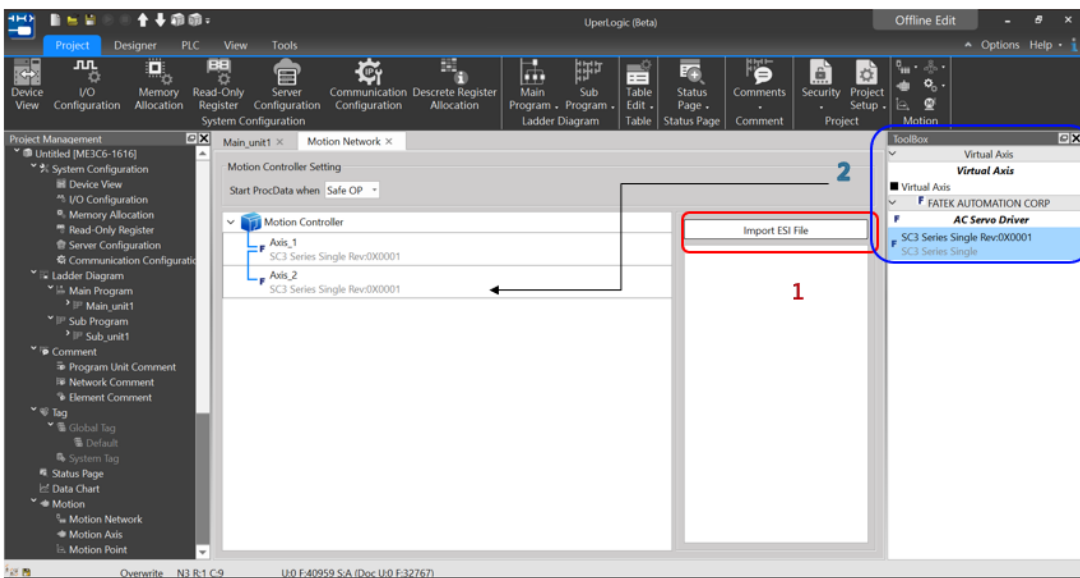 UperLogic (Beta)
Offline Edit
Project Designer PLC View Tools
Options Help
Device View
I/O Configuration
Memory Allocation
Read-Only Register
Server Configuration
Communication Configuration
Descrete Register Allocation
System Configuration
Main Program
Sub Program
Ladder Diagram
Table Edit
Table
Status Page
Status Page
Comments
Comment
Security
Project Setup
Project
Motion
Project Management
Untitled [ME3C6-1616]
System Configuration
Device View
I/O Configuration
Memory Allocation
Read-Only Register
Server Configuration
Communication Configuratic
Ladder Diagram
Main Program
Main_unit1
Sub Program
Sub_unit1
Comment
Program Unit Comment
Network Comment
Element Comment
Tag
Global Tag
Default
System Tag
Status Page
Data Chart
Motion
Motion Network
Motion Axis
Motion Point
Main_unit1 × Motion Network ×
Motion Controller Setting
Start ProcData when Safe OP
Motion Controller
Axis_1
SC3 Series Single Rev:0X0001
Axis_2
SC3 Series Single Rev:0X0001
Import ESI File
1
2
ToolBox
Virtual Axis
Virtual Axis
Virtual Axis
FATEK AUTOMATION CORP
AC Servo Driver
SC3 Series Single Rev:0X0001
SC3 Series Single
Overwrite N3 R:1 C:9 U:0 F:40959 S:A (Doc U:0 F:32767)